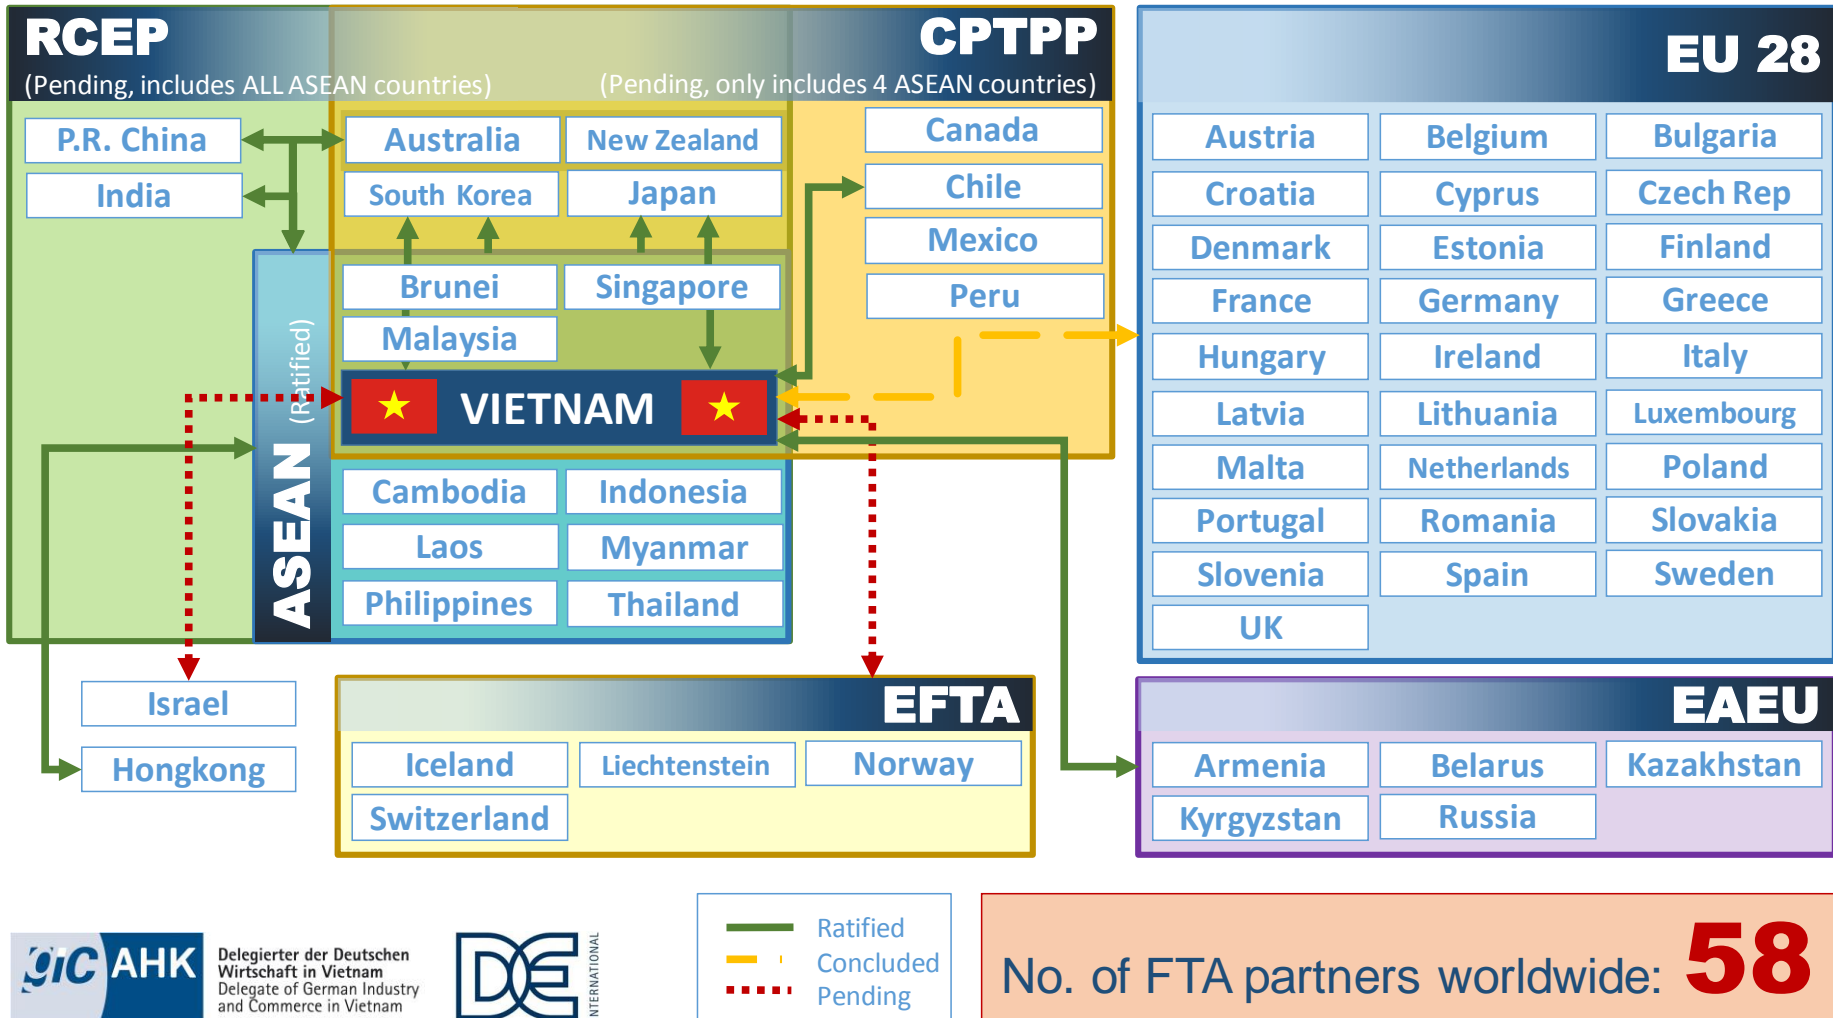 RCEP
(Pending, includes ALL ASEAN countries)
CPTPP
(Pending, only includes 4 ASEAN countries)
EU 28
P.R. China
India
Australia
New Zealand
South Korea
Japan
Canada
Chile
Mexico
Peru
Brunei
Singapore
Malaysia
VIETNAM
ASEAN (Ratified)
Cambodia
Indonesia
Laos
Myanmar
Philippines
Thailand
Austria
Belgium
Bulgaria
Croatia
Cyprus
Czech Rep
Denmark
Estonia
Finland
France
Germany
Greece
Hungary
Ireland
Italy
Latvia
Lithuania
Luxembourg
Malta
Netherlands
Poland
Portugal
Romania
Slovakia
Slovenia
Spain
Sweden
UK
Israel
Hongkong
EFTA
Iceland
Liechtenstein
Norway
Switzerland
EAEU
Armenia
Belarus
Kazakhstan
Kyrgyzstan
Russia
giC AHK
Delegierter der Deutschen
Wirtschaft in Vietnam
Delegate of German Industry
and Commerce in Vietnam
DE
INTERNATIONAL
Ratified
Concluded
Pending
No. of FTA partners worldwide: 58